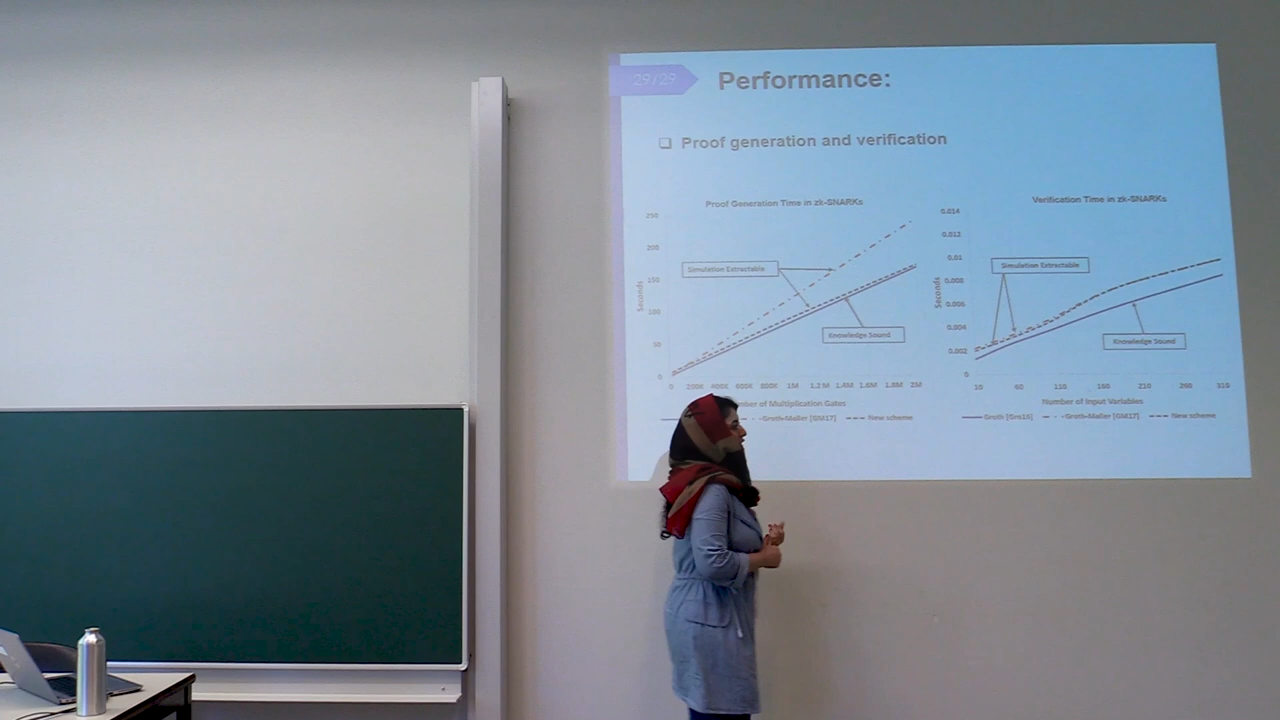 29/29
Performance:
❏ Proof generation and verification
Proof Generation Time in zk-SNARKs
250
200
150
100
50
0
Seconds
Simulation Extractable
Knowledge Sound
0 200K 400K 600K 800K 1M 1.2M 1.4M 1.6M 1.8M 2M
of Multiplication Gates
Groth-Maller [GM17] New scheme
Verification Time in zk-SNARKs
0.014
0.012
0.01
0.008
0.006
0.004
0.002
0
Seconds
Simulation Extractable
Knowledge Sound
10 60 110 160 210 260 310
Number of Input Variables
Groth [Gro16] Groth-Maller [GM17] New scheme